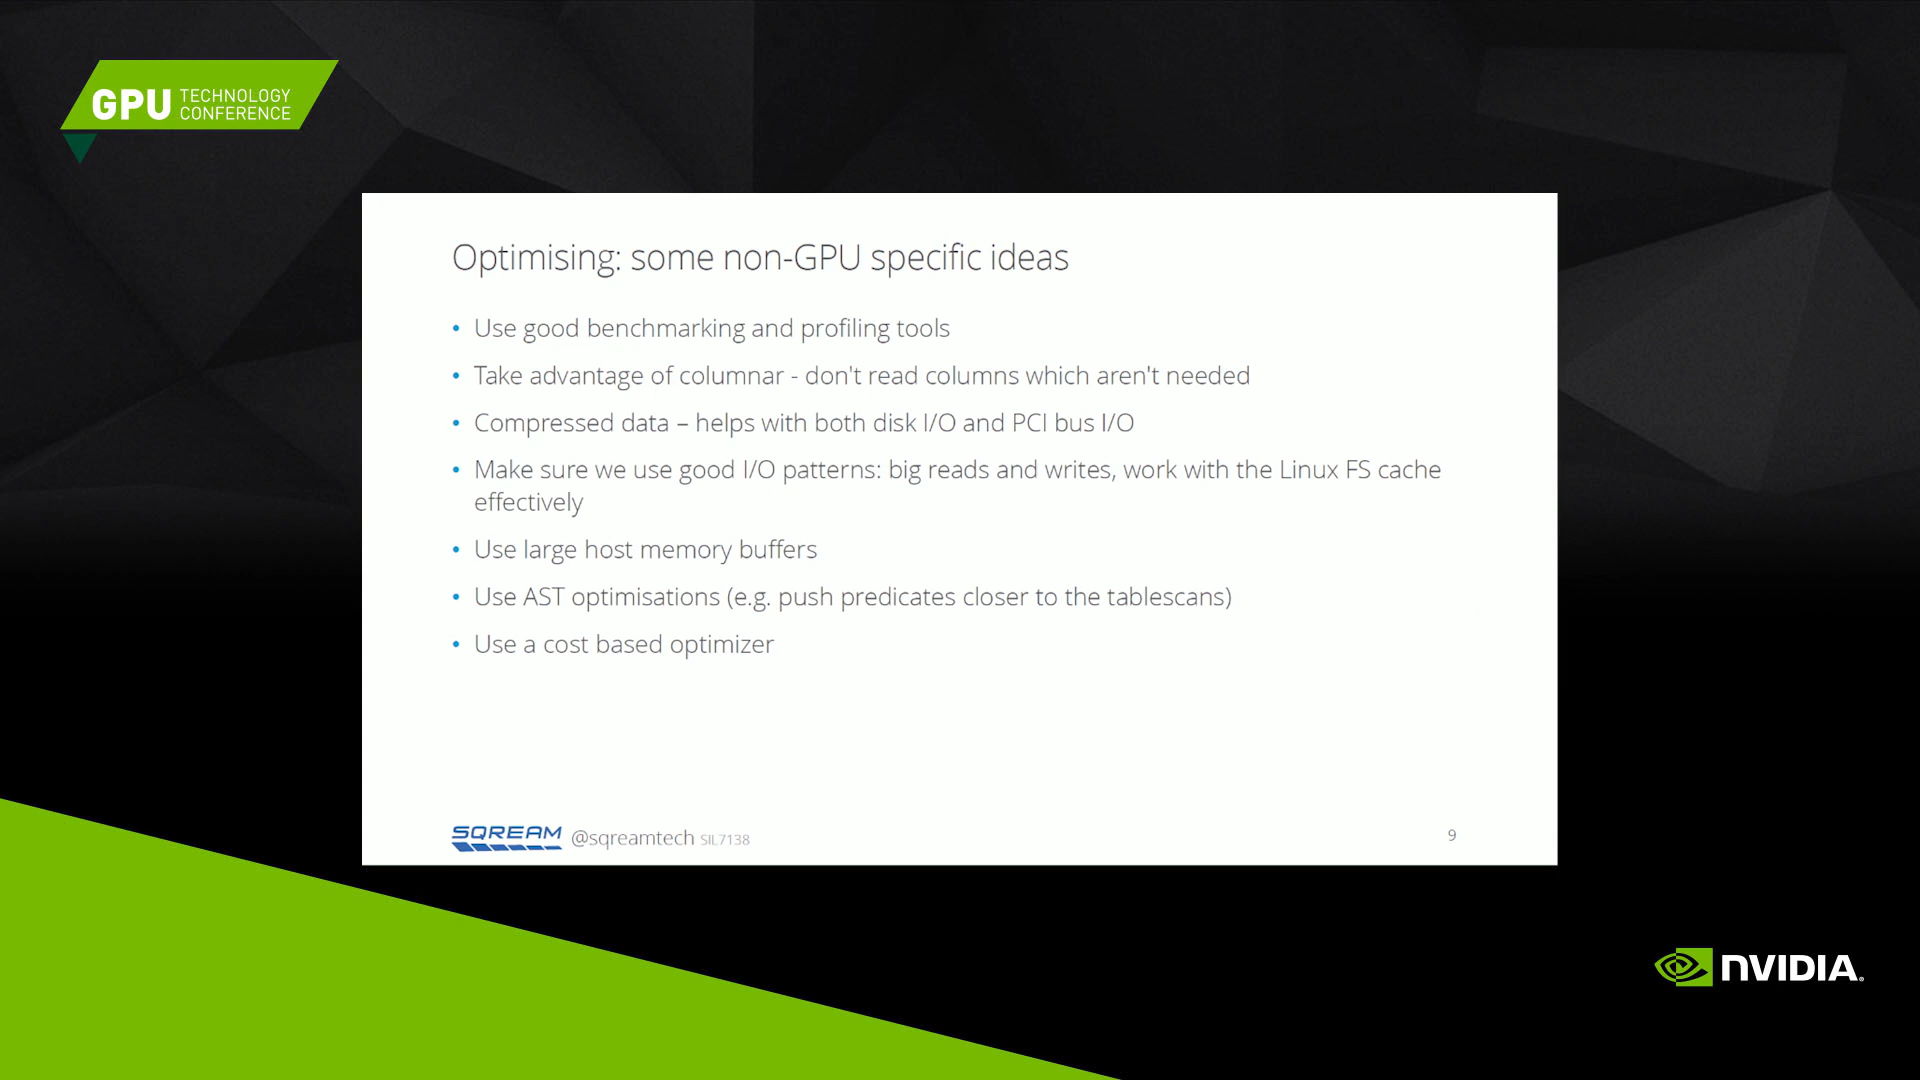 GPU TECHNOLOGY
CONFERENCE
Optimising: some non-GPU specific ideas
• Use good benchmarking and profiling tools
• Take advantage of columnar - don't read columns which aren't needed
• Compressed data – helps with both disk I/O and PCI bus I/O
• Make sure we use good I/O patterns: big reads and writes, work with the Linux FS cache
effectively
• Use large host memory buffers
• Use AST optimisations (e.g. push predicates closer to the tablescans)
• Use a cost based optimizer
SQREAM @sqreamtech SIL7138
9
NVIDIA.